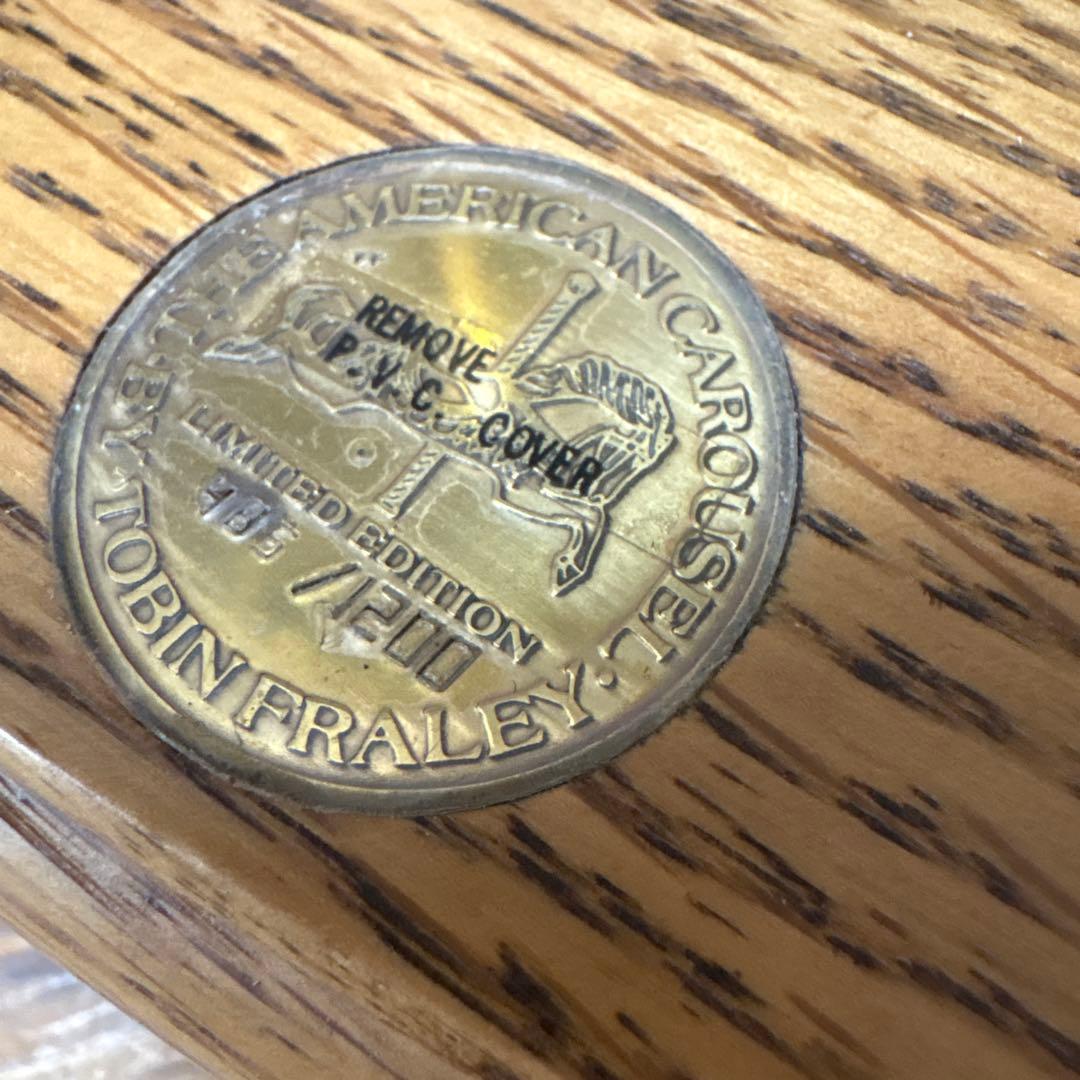 THE AMERICAN CAROUSEL
REMOVE
P.V.C. COVER
LIMITED EDITION
/1200
BY TOBIN FRALEY